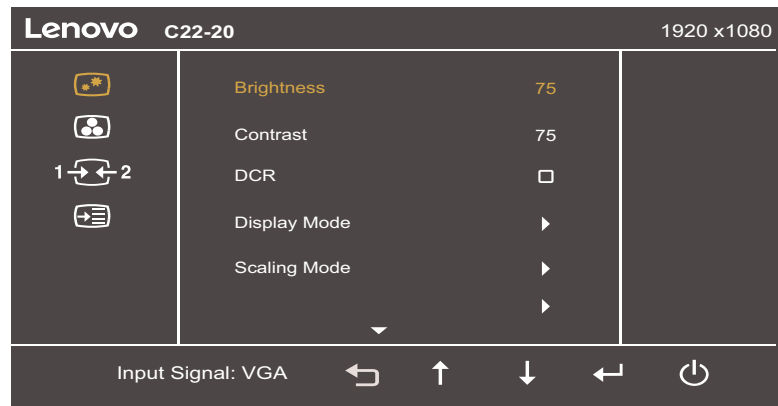 Lenovo C22-20 1920 x1080
Brightness 75
Contrast 75
1 2 DCR
Display Mode
Scaling Mode
Input Signal: VGA